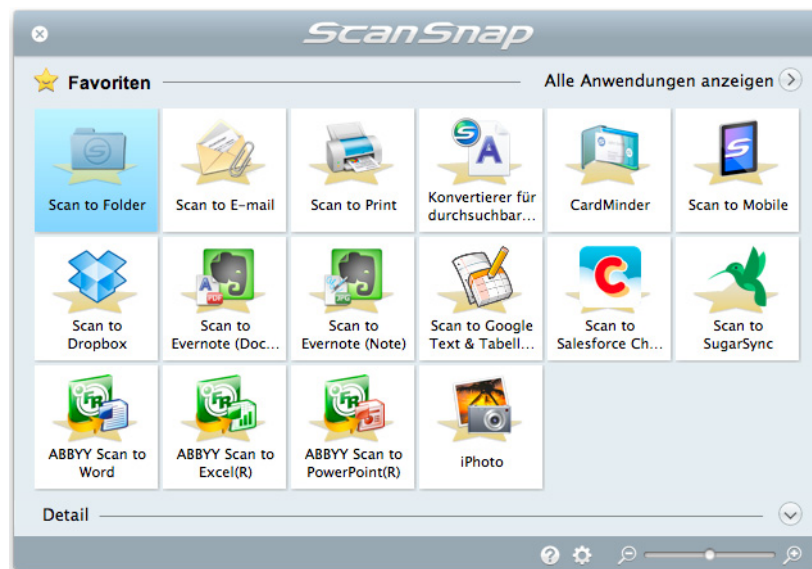 ScanSnap
Favoriten
Alle Anwendungen anzeigen
Scan to Folder
Scan to E-mail
Scan to Print
Konvertierer für
durchsuchbar...
CardMinder
Scan to Mobile
Scan to
Dropbox
Scan to
Evernote (Doc...
Scan to
Evernote (Note)
Scan to Google
Text & Tabell...
Scan to
Salesforce Ch...
Scan to
SugarSync
ABBYY Scan to
Word
ABBYY Scan to
Excel(R)
ABBYY Scan to
PowerPoint(R)
iPhoto
Detail